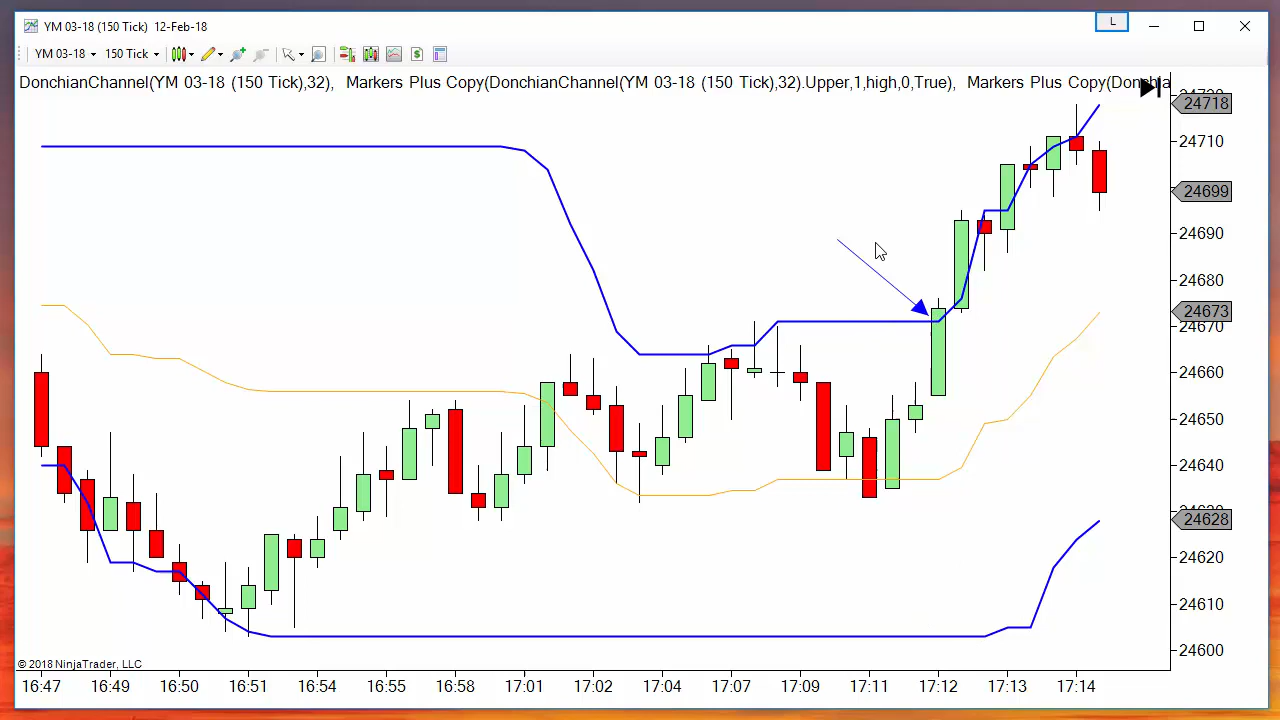 YM 03-18 (150 Tick) 12-Feb-18
L
YM 03-18 150 Tick
DonchianChannel(YM 03-18 (150 Tick),32), Markers Plus Copy(DonchianChannel(YM 03-18 (150 Tick),32).Upper,1,high,0,True), Markers Plus Copy(Donchia
24718
24710
24699
24690
24680
24673
24670
24660
24650
24640
24628
24620
24610
24600
© 2018 NinjaTrader, LLC
16:47 16:49 16:50 16:51 16:54 16:55 16:58 17:01 17:02 17:04 17:07 17:09 17:11 17:12 17:13 17:14